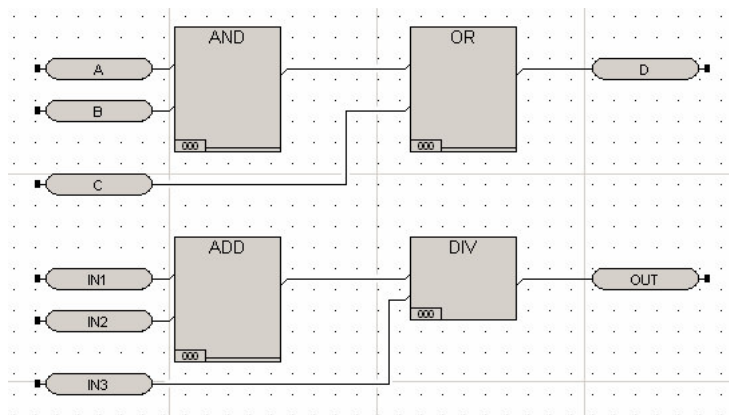 AND
OR
A
D
B
000
000
C
ADD
DIV
IN1
OUT
IN2
000
000
IN3